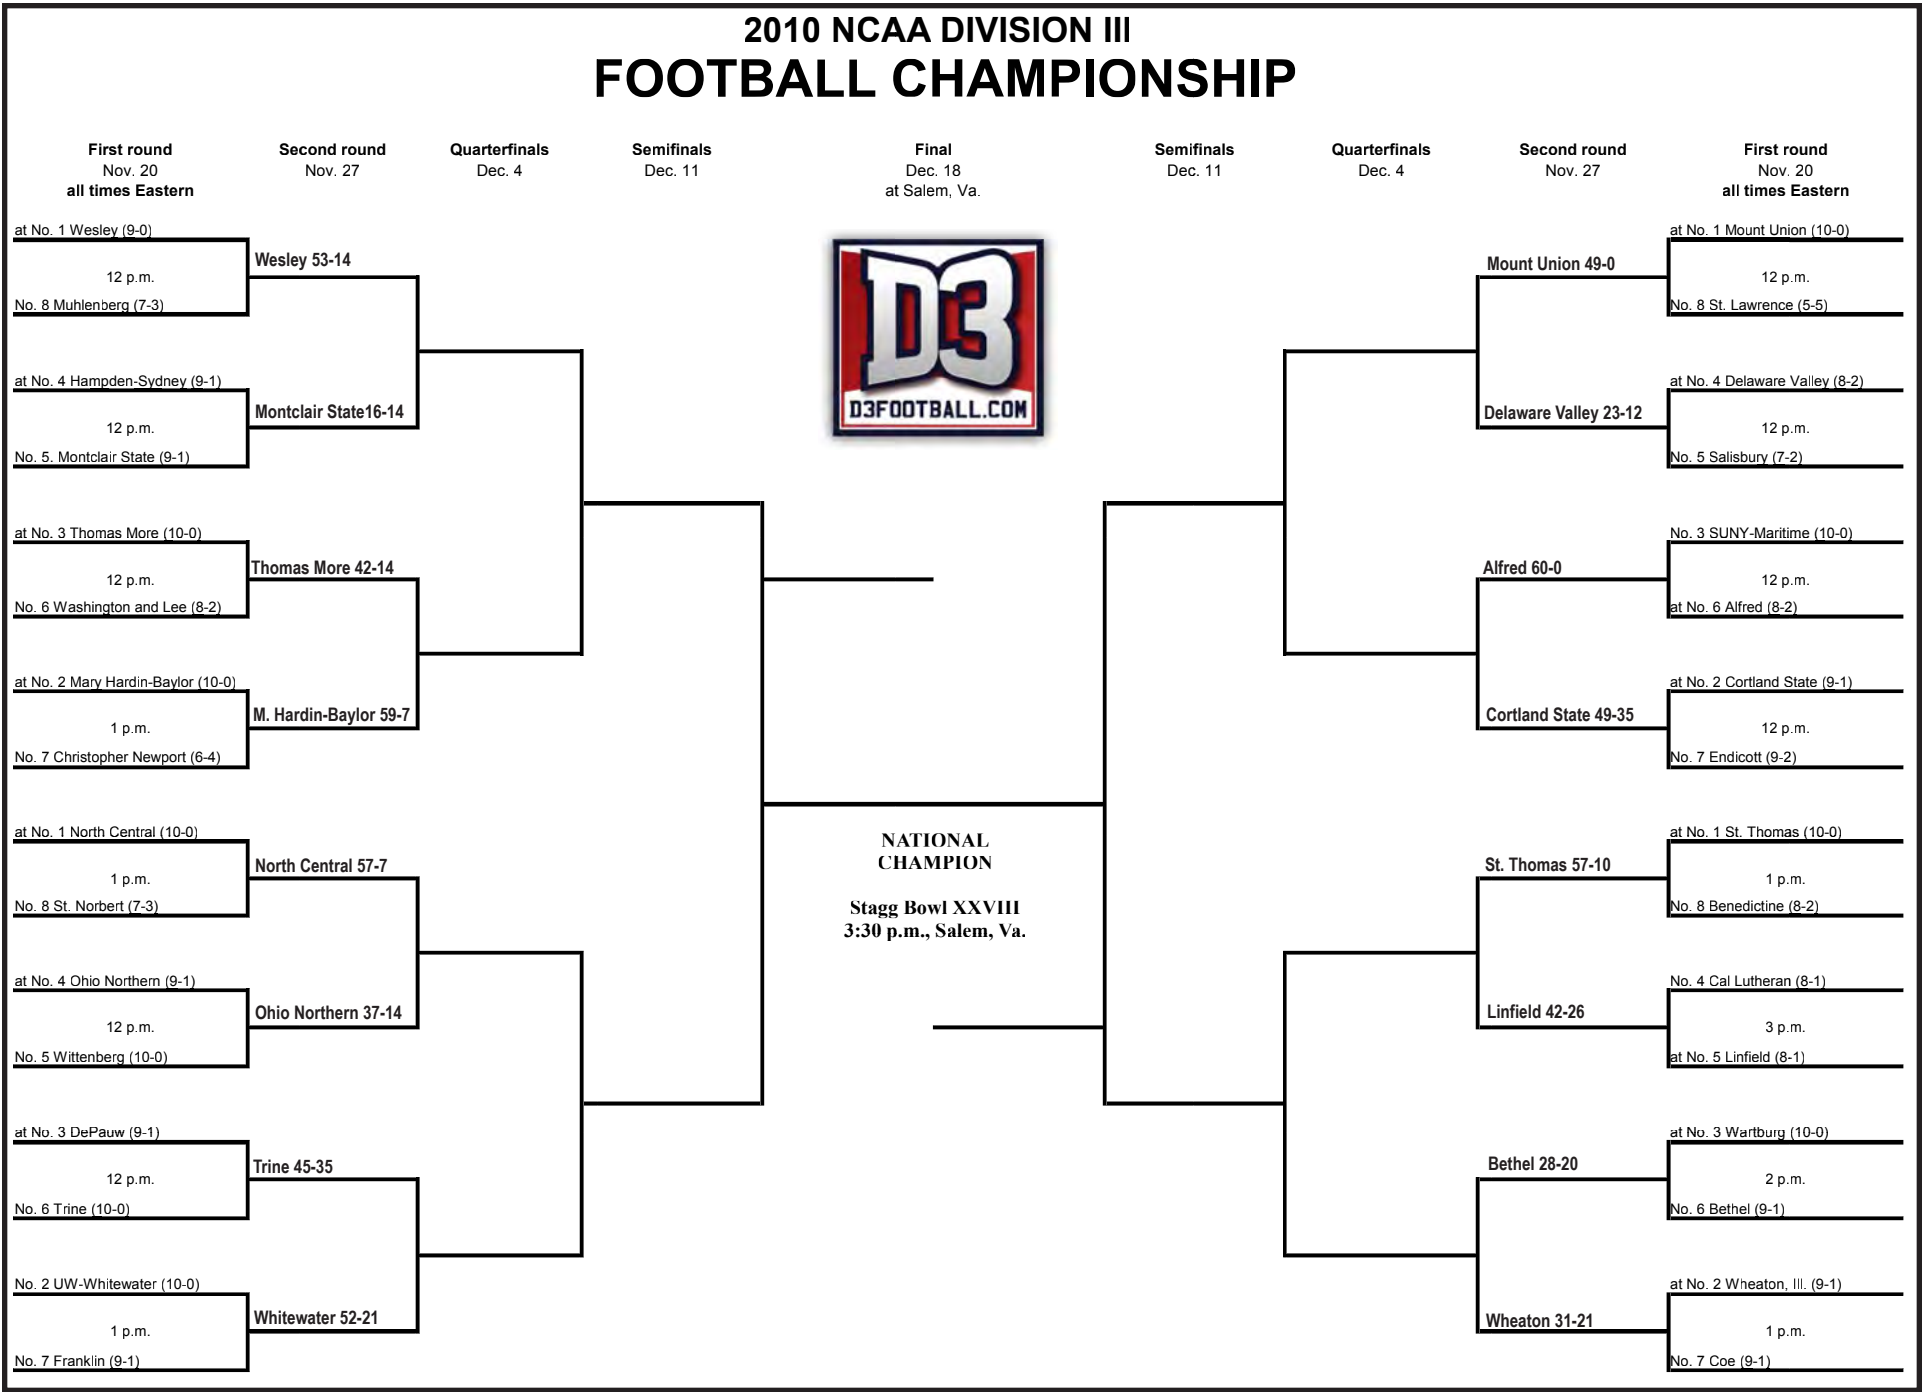 2010 NCAA DIVISION III
FOOTBALL CHAMPIONSHIP
First round
Nov. 20
all times Eastern
Second round
Nov. 27
Quarterfinals
Dec. 4
Semifinals
Dec. 11
Final
Dec. 18
at Salem, Va.
Semifinals
Dec. 11
Quarterfinals
Dec. 4
Second round
Nov. 27
First round
Nov. 20
all times Eastern
at No. 1 Wesley (9-0)
12 p.m.
No. 8 Muhlenberg (7-3)
Wesley 53-14
at No. 4 Hampden-Sydney (9-1)
12 p.m.
No. 5. Montclair State (9-1)
Montclair State16-14
at No. 3 Thomas More (10-0)
12 p.m.
No. 6 Washington and Lee (8-2)
Thomas More 42-14
at No. 2 Mary Hardin-Baylor (10-0)
1 p.m.
No. 7 Christopher Newport (6-4)
M. Hardin-Baylor 59-7
at No. 1 North Central (10-0)
1 p.m.
No. 8 St. Norbert (7-3)
North Central 57-7
at No. 4 Ohio Northern (9-1)
12 p.m.
No. 5 Wittenberg (10-0)
Ohio Northern 37-14
at No. 3 DePauw (9-1)
12 p.m.
No. 6 Trine (10-0)
Trine 45-35
No. 2 UW-Whitewater (10-0)
1 p.m.
No. 7 Franklin (9-1)
Whitewater 52-21
D3
D3FOOTBALL.COM
NATIONAL
CHAMPION
Stagg Bowl XXVIII
3:30 p.m., Salem, Va.
Mount Union 49-0
at No. 1 Mount Union (10-0)
12 p.m.
No. 8 St. Lawrence (5-5)
Delaware Valley 23-12
at No. 4 Delaware Valley (8-2)
12 p.m.
No. 5 Salisbury (7-2)
Alfred 60-0
No. 3 SUNY-Maritime (10-0)
12 p.m.
at No. 6 Alfred (8-2)
Cortland State 49-35
at No. 2 Cortland State (9-1)
12 p.m.
No. 7 Endicott (9-2)
St. Thomas 57-10
at No. 1 St. Thomas (10-0)
1 p.m.
No. 8 Benedictine (8-2)
Linfield 42-26
No. 4 Cal Lutheran (8-1)
3 p.m.
at No. 5 Linfield (8-1)
Bethel 28-20
at No. 3 Wartburg (10-0)
2 p.m.
No. 6 Bethel (9-1)
Wheaton 31-21
at No. 2 Wheaton, Ill. (9-1)
1 p.m.
No. 7 Coe (9-1)